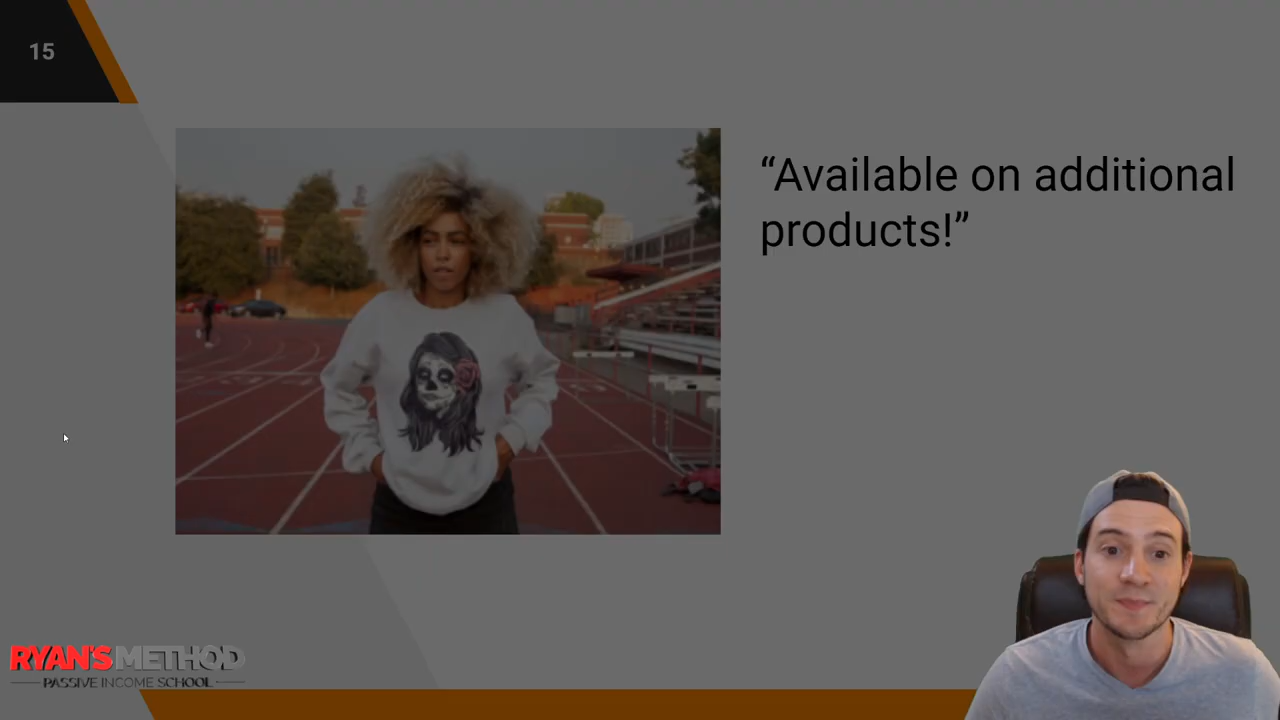 15
“Available on additional
products!”
RYAN'S METHOD
PASSIVE INCOME SCHOOL